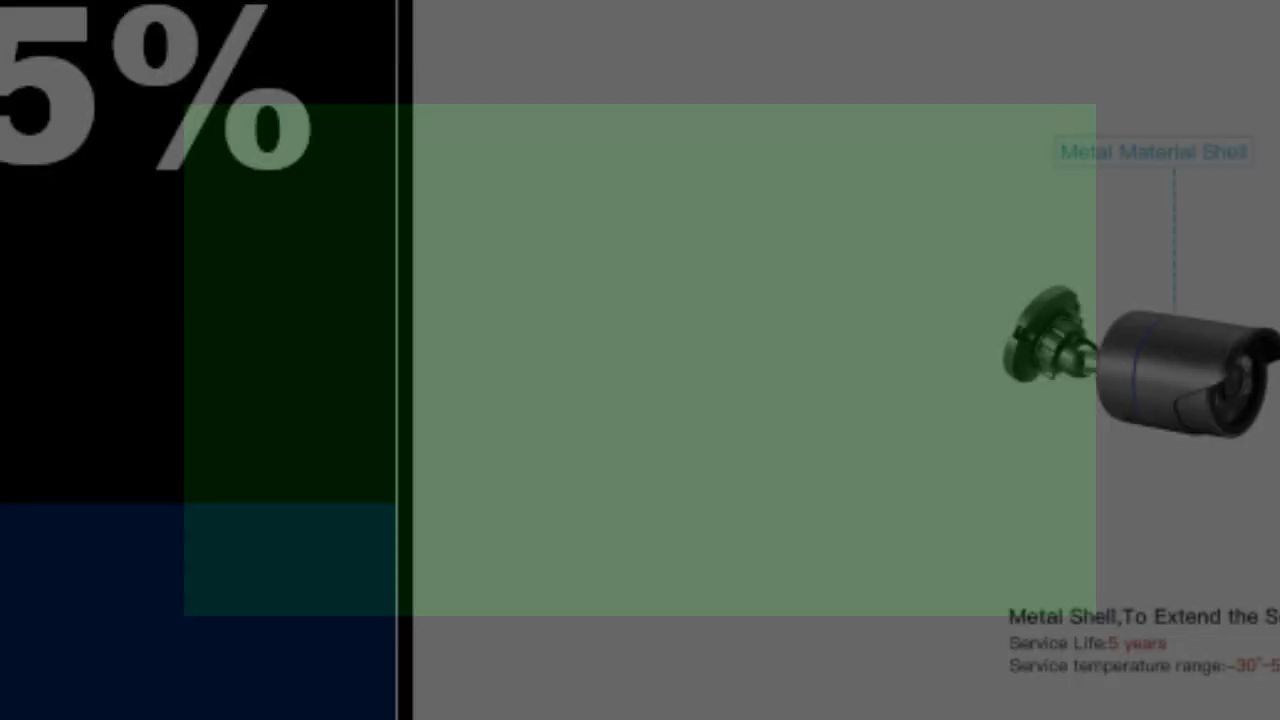 5%
Metal Material Shell
Metal Shell,To Extend the S
Service Life:5 years
Service temperature range:-30°-5